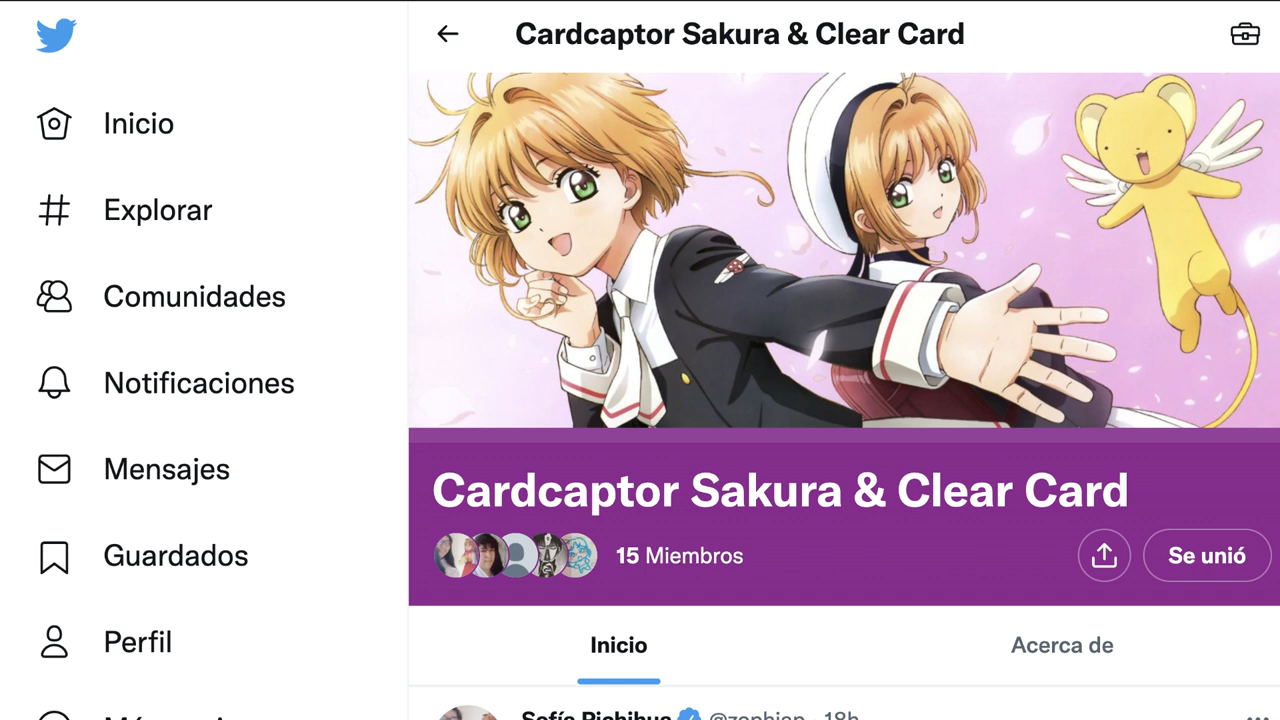 Cardcaptor Sakura & Clear Card
Inicio
Explorar
Comunidades
Notificaciones
Mensajes
Guardados
Perfil
Cardcaptor Sakura & Clear Card
15 Miembros
Se unió
Inicio
Acerca de
18h